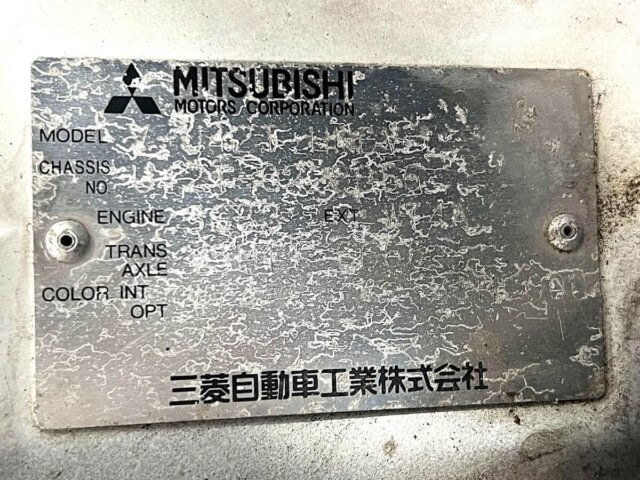 MITSUBISHI
MOTORS CORPORATION
MODEL
CHASSIS
NO.
ENGINE EXT
TRANS
AXLE
COLOR INT
OPT
三菱自動車工業株式会社